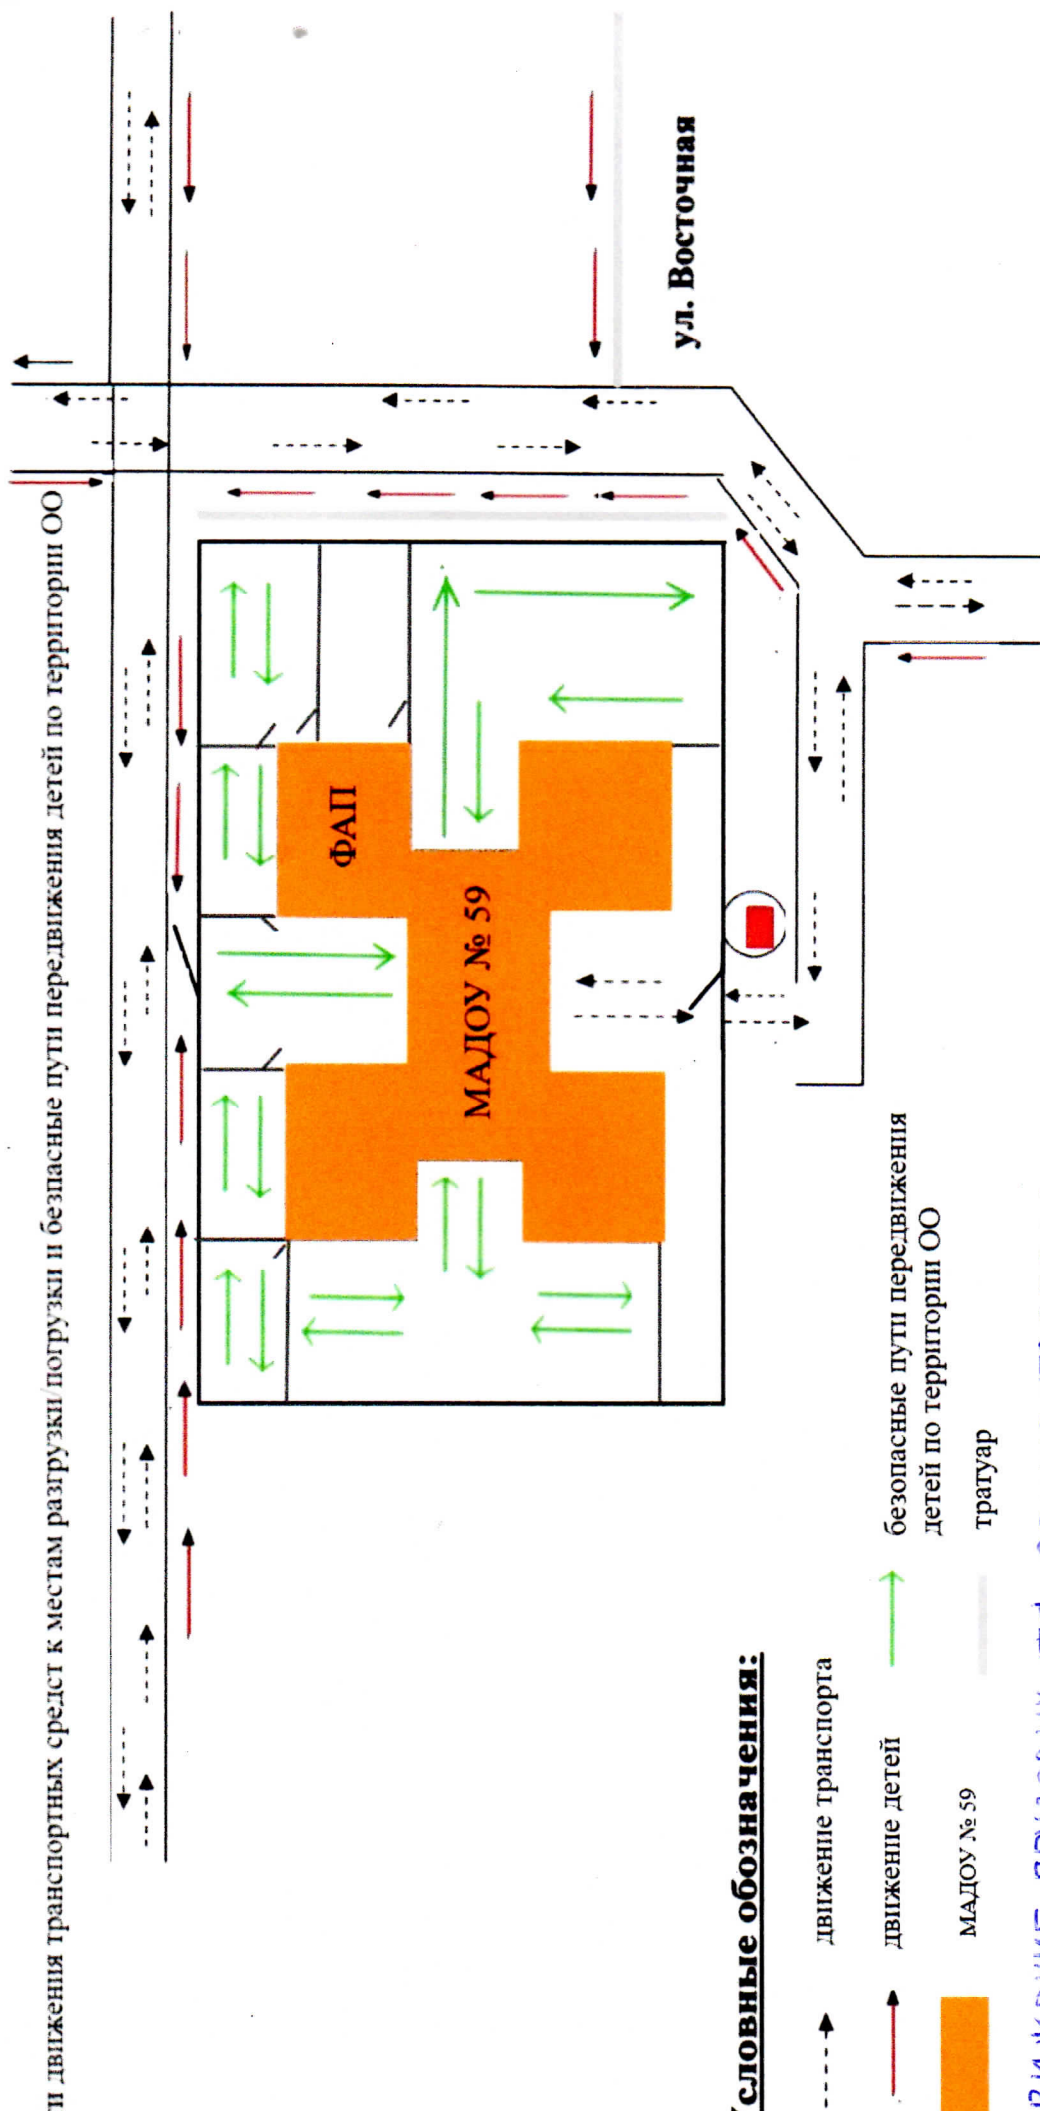 движения транспортных средст к местам разгрузки/погрузки и безпасные пути передвижения детей по территории ОО
ул. Восточная
ФАП
МАДОУ № 59
Условные обозначения:
движение транспорта
движение детей
МАДОУ № 59
безопасные пути передвижения
детей по территории ОО
тратуар